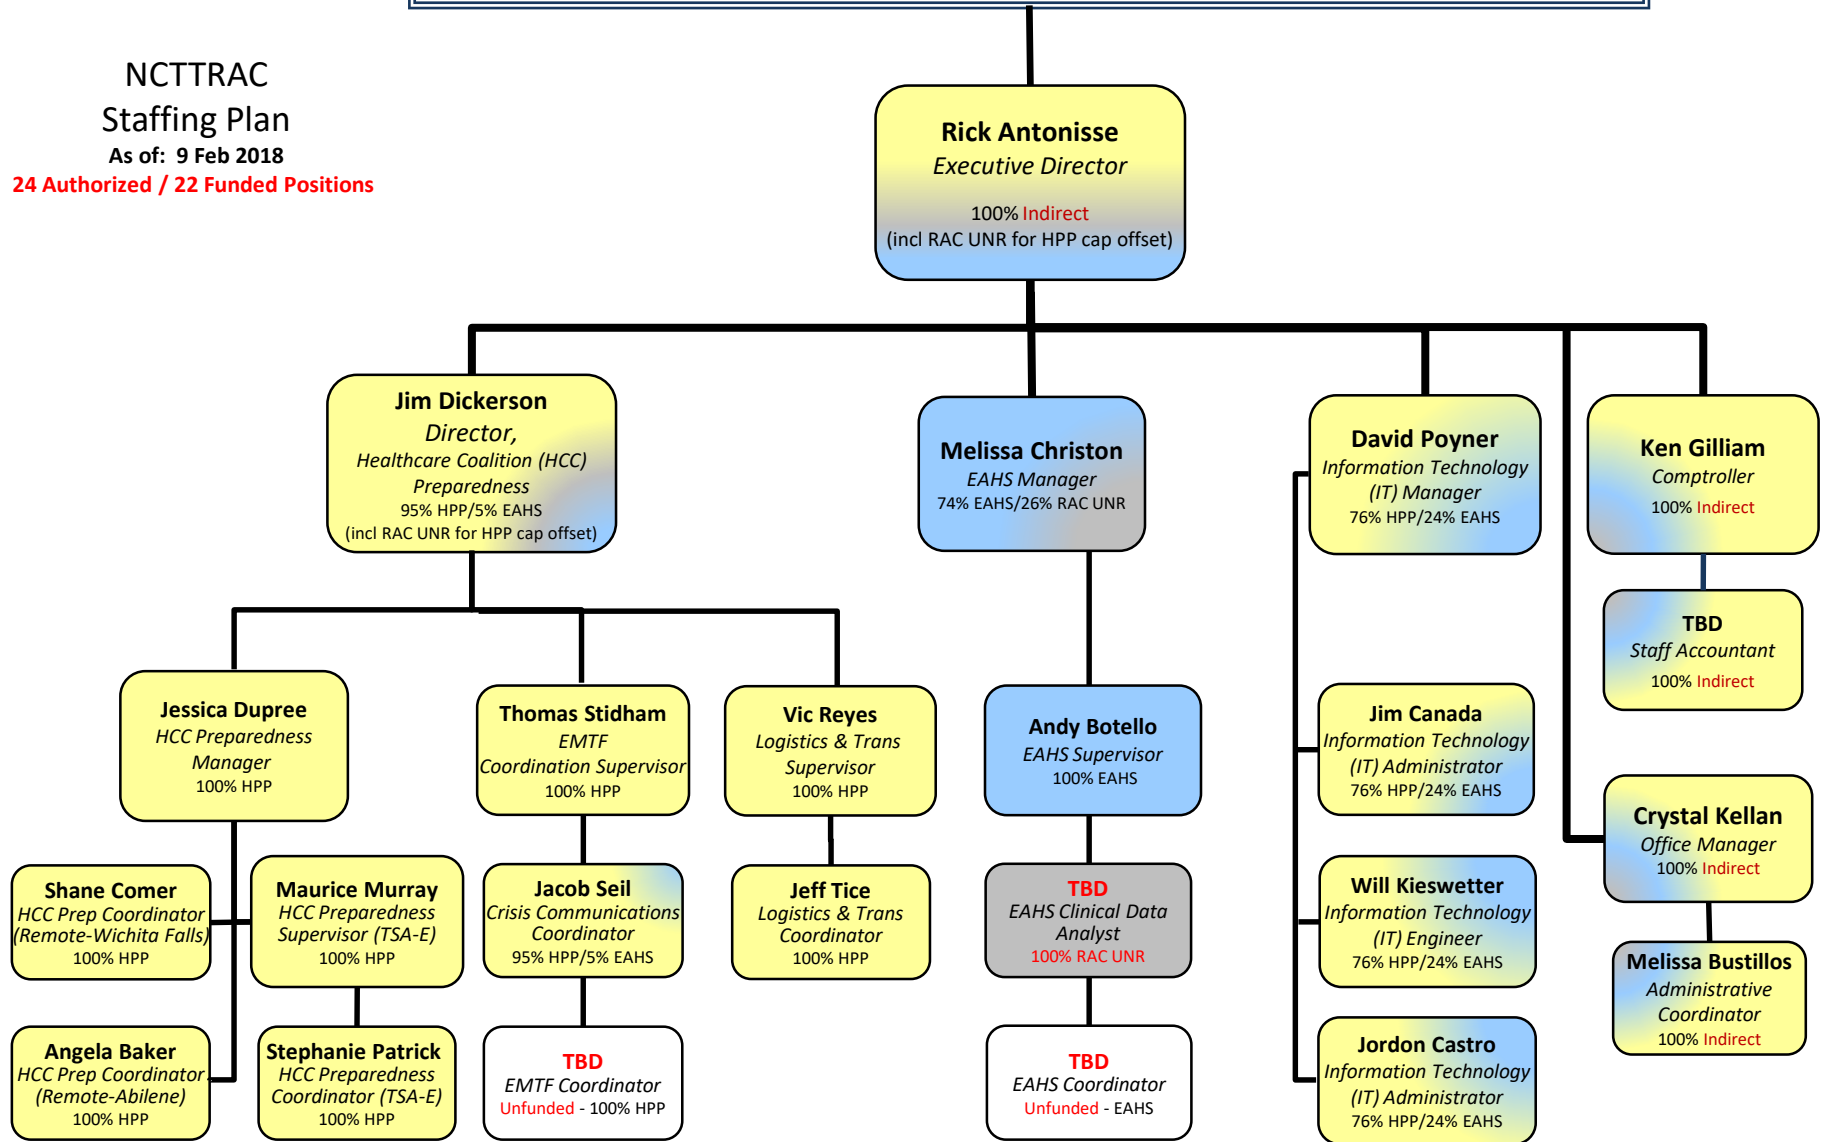 NCTTRAC
Staffing Plan
As of:  9 Feb 2018
24 Authorized / 22 Funded Positions
Rick Antonisse
Executive Director
100% Indirect
(incl RAC UNR for HPP cap offset)
Jim Dickerson
Director,
Healthcare Coalition (HCC)
Preparedness
95% HPP/5% EAHS
(incl RAC UNR for HPP cap offset)
Melissa Christon
EAHS Manager
74% EAHS/26% RAC UNR
David Poyner
Information Technology
(IT) Manager
76% HPP/24% EAHS
Ken Gilliam
Comptroller
100% Indirect
TBD
Staff Accountant
100% Indirect
Jessica Dupree
HCC Preparedness
Manager
100% HPP
Thomas Stidham
EMTF
Coordination Supervisor
100% HPP
Vic Reyes
Logistics & Trans
Supervisor
100% HPP
Andy Botello
EAHS Supervisor
100% EAHS
Jim Canada
Information Technology
(IT) Administrator
76% HPP/24% EAHS
Crystal Kellan
Office Manager
100% Indirect
Shane Comer
HCC Prep Coordinator
(Remote-Wichita Falls)
100% HPP
Maurice Murray
HCC Preparedness
Supervisor (TSA-E)
100% HPP
Jacob Seil
Crisis Communications
Coordinator
95% HPP/5% EAHS
Jeff Tice
Logistics & Trans
Coordinator
100% HPP
TBD
EAHS Clinical Data
Analyst
100% RAC UNR
Will Kieswetter
Information Technology
(IT) Engineer
76% HPP/24% EAHS
Melissa Bustillos
Administrative
Coordinator
100% Indirect
Angela Baker
HCC Prep Coordinator
(Remote-Abilene)
100% HPP
Stephanie Patrick
HCC Preparedness
Coordinator (TSA-E)
100% HPP
TBD
EMTF Coordinator
Unfunded - 100% HPP
TBD
EAHS Coordinator
Unfunded - EAHS
Jordon Castro
Information Technology
(IT) Administrator
76% HPP/24% EAHS